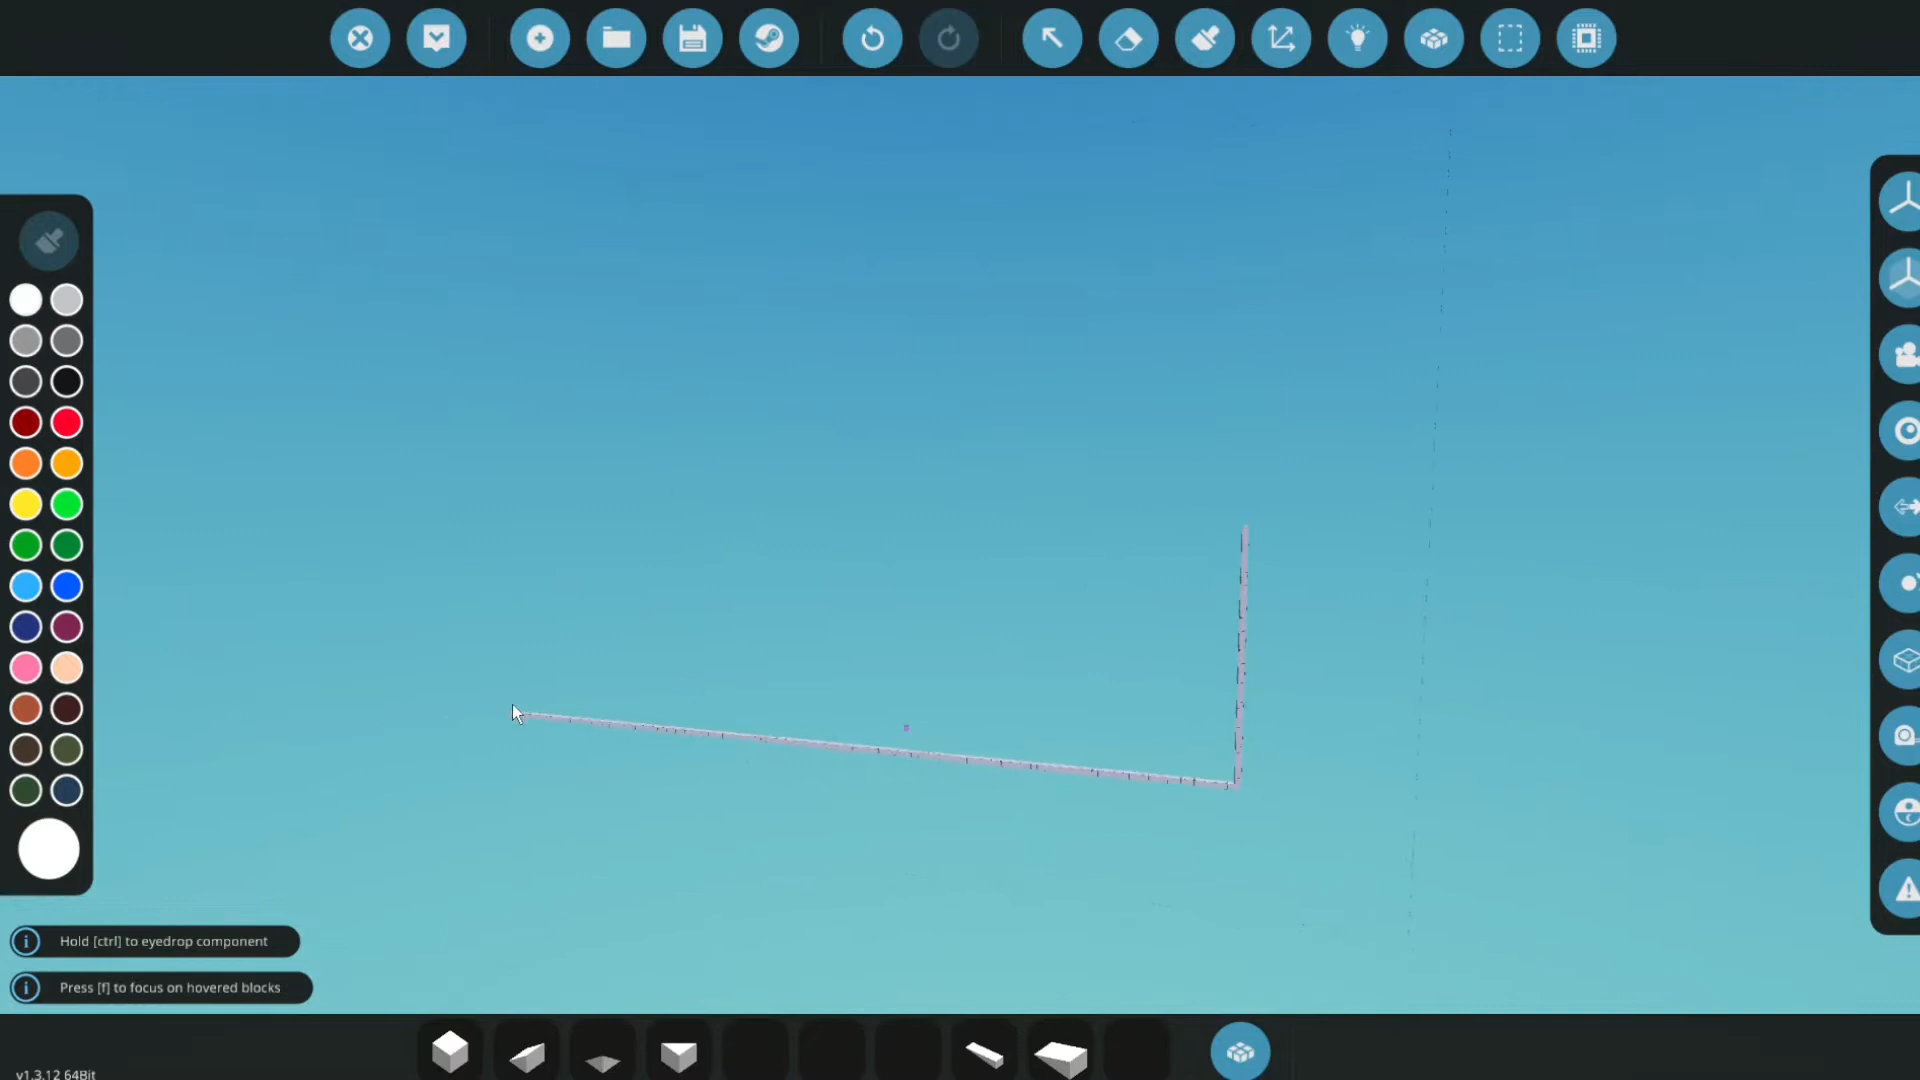 Hold [ctrl] to eyedrop component
Press [f] to focus on hovered blocks
v1.3.12 64Bit